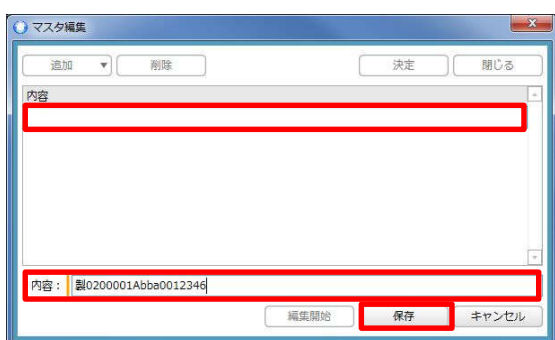 マスタ編集
追加 ▼ 削除 決定 閉じる
内容
内容: 製0200001Abba0012346
編集開始 保存 キャンセル